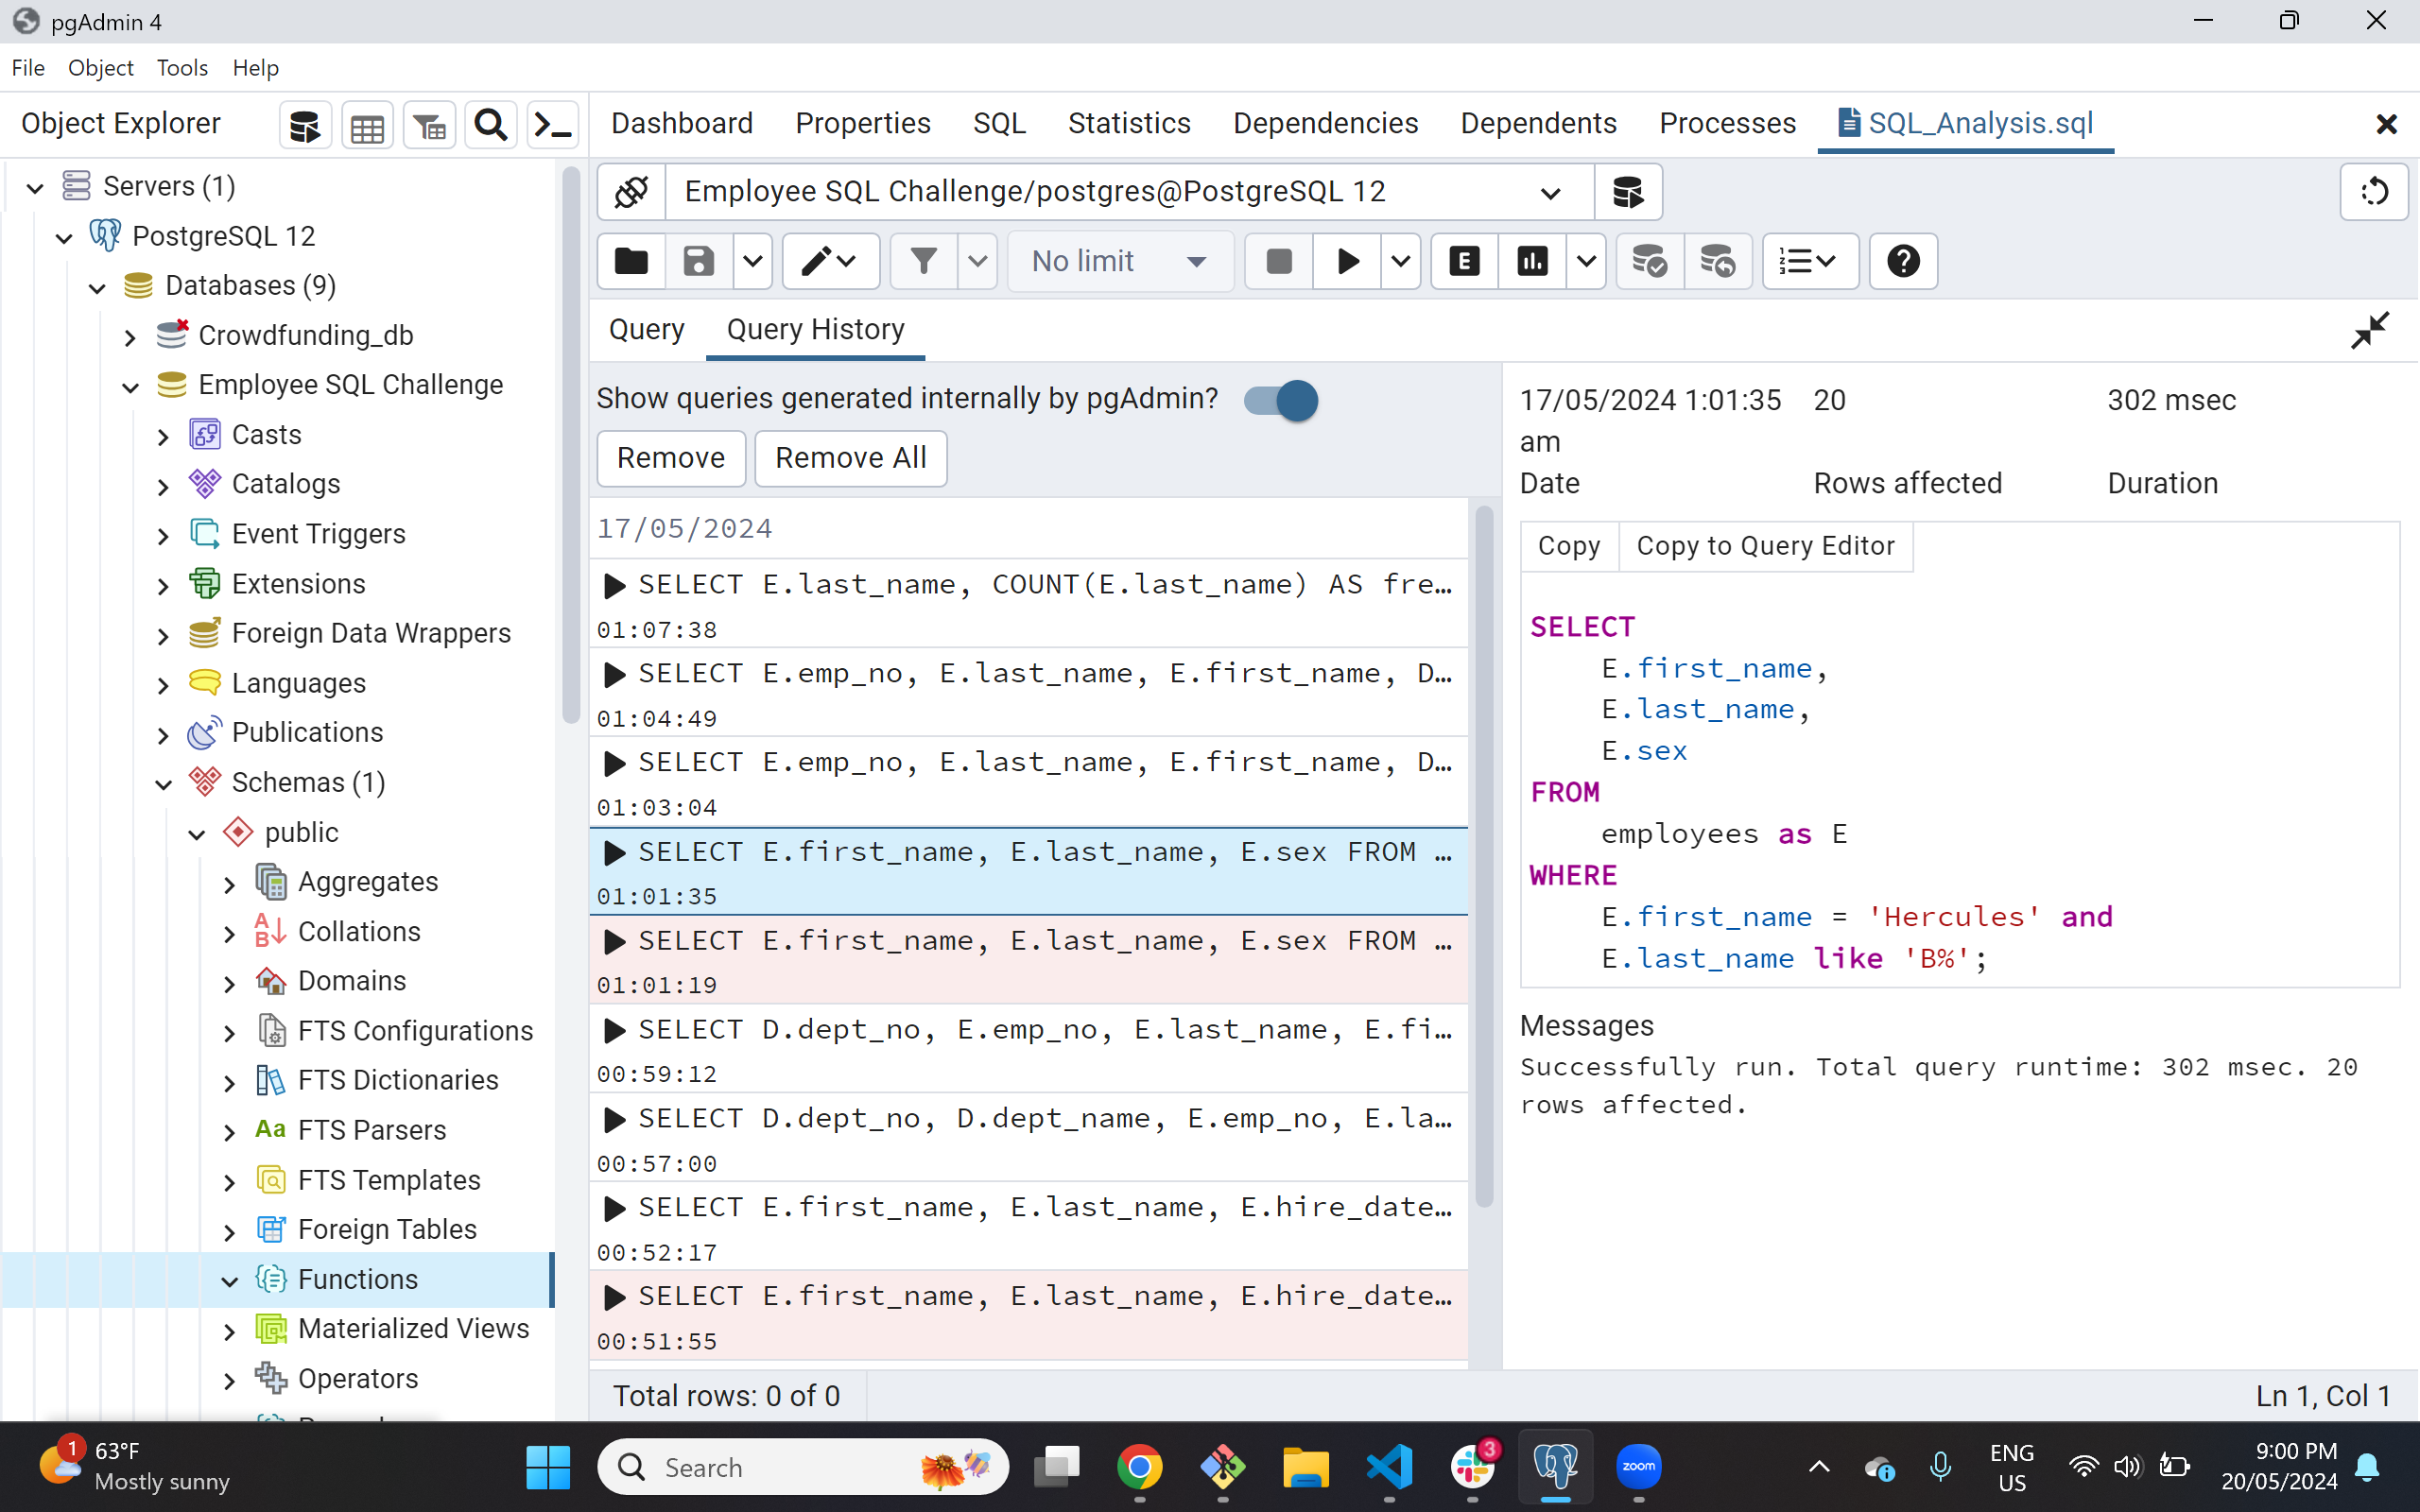 pgAdmin 4
File Object Tools Help
Object Explorer
Dashboard Properties SQL Statistics Dependencies Dependents Processes SQL_Analysis.sql
Servers (1)
PostgreSQL 12
Databases (9)
Crowdfunding_db
Employee SQL Challenge
Casts
Catalogs
Event Triggers
Extensions
Foreign Data Wrappers
Languages
Publications
Schemas (1)
public
Aggregates
Collations
Domains
FTS Configurations
FTS Dictionaries
Aa FTS Parsers
FTS Templates
Foreign Tables
Functions
Materialized Views
Operators
Employee SQL Challenge/postgres@PostgreSQL 12
No limit
E
Query Query History
Show queries generated internally by pgAdmin?
Remove Remove All
17/05/2024
SELECT E.last_name, COUNT(E.last_name) AS fre...
01:07:38
SELECT E.emp_no, E.last_name, E.first_name, D...
01:04:49
SELECT E.emp_no, E.last_name, E.first_name, D...
01:03:04
SELECT E.first_name, E.last_name, E.sex FROM ...
01:01:35
SELECT E.first_name, E.last_name, E.sex FROM ...
01:01:19
SELECT D.dept_no, E.emp_no, E.last_name, E.fi...
00:59:12
SELECT D.dept_no, D.dept_name, E.emp_no, E.la...
00:57:00
SELECT E.first_name, E.last_name, E.hire_date...
00:52:17
SELECT E.first_name, E.last_name, E.hire_date...
00:51:55
17/05/2024 1:01:35 20 302 msec
am
Date Rows affected Duration
Copy Copy to Query Editor
SELECT
E.first_name,
E.last_name,
E.sex
FROM
employees as E
WHERE
E.first_name = 'Hercules' and
E.last_name like 'B%';
Messages
Successfully run. Total query runtime: 302 msec. 20
rows affected.
Total rows: 0 of 0
Ln 1, Col 1
1
63°F
Mostly sunny
Search
3
zoom
ENG
US
9:00 PM
20/05/2024